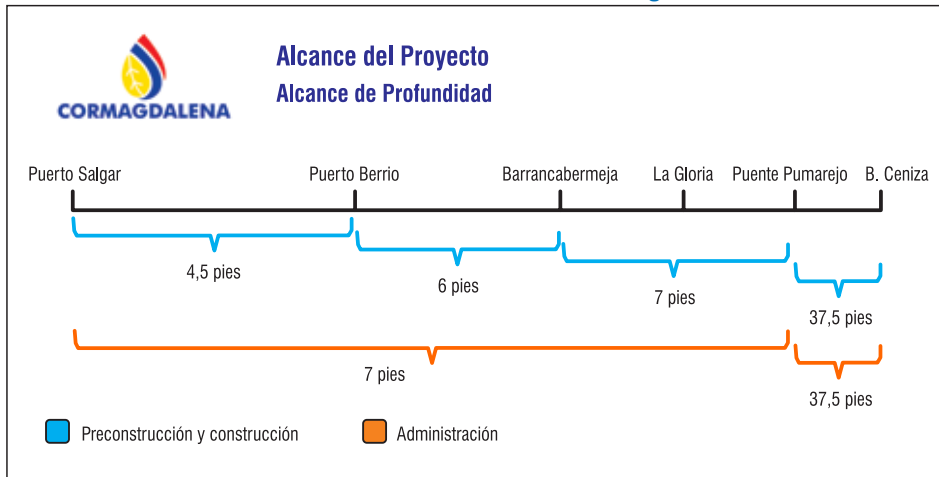 Alcance del Proyecto
Alcance de Profundidad
CORMAGDALENA
Puerto Salgar Puerto Berrio Barrancabermeja La Gloria Puente Pumarejo B. Ceniza
4,5 pies 6 pies 7 pies 37,5 pies
7 pies 37,5 pies
Preconstrucción y construcción Administración